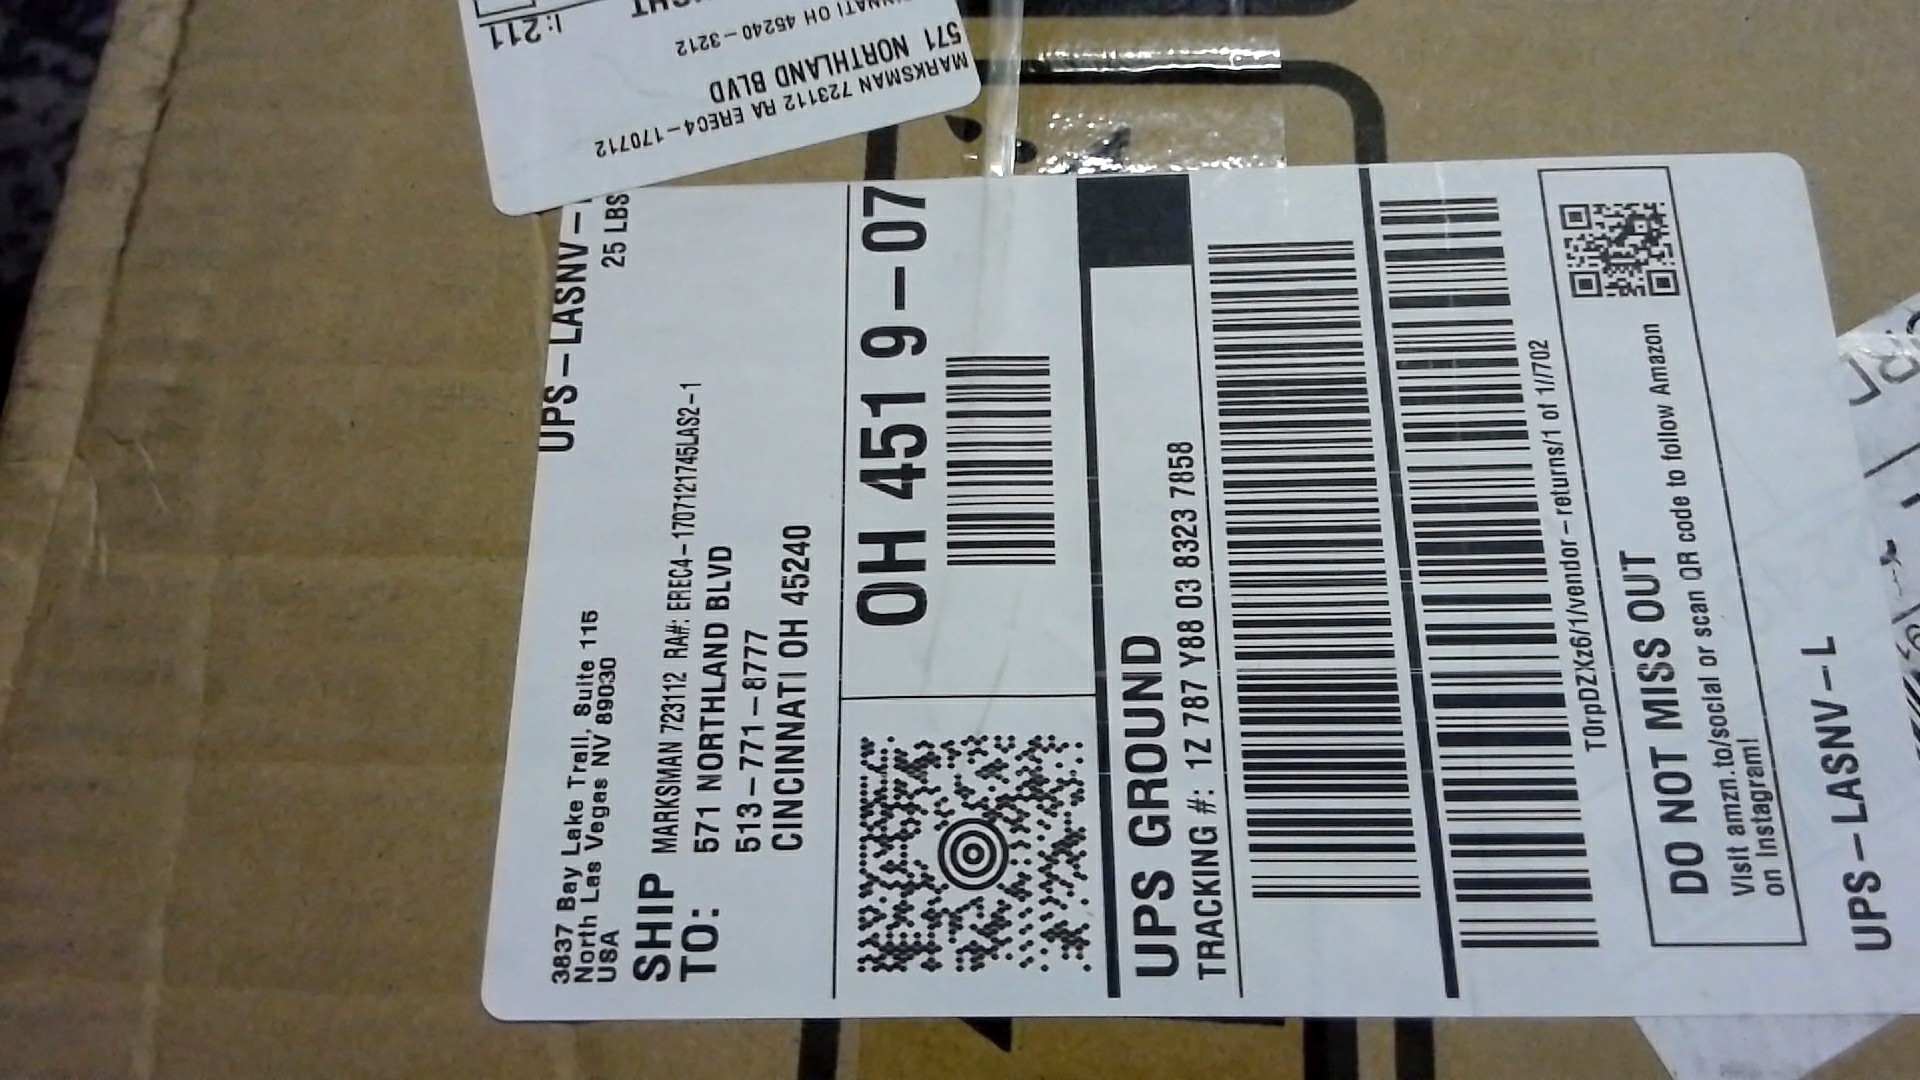 I: 211
571 NORTHLAND BLVD
MARKSMAN 723112 RA EREC4-170712
45240-3212
OH
UPS-LASNV-
25 LBS
3837 Bay Lake Trail, Suite 115
North Las Vegas NV 89030
USA
SHIP TO:
MARKSMAN 723112 RA#: EREC4-1707121745LAS2-1
571 NORTHLAND BLVD
513-771-8777
CINCINNATI OH 45240
OH 451 9-07
UPS GROUND
TRACKING #: 1Z 787 Y88 03 8323 7858
T0rpDZXz6/1/vendor-returns/1 of 1//702
DO NOT MISS OUT
Visit amzn.to/social or scan QR code to follow Amazon
on Instagram!
UPS-LASNV-L